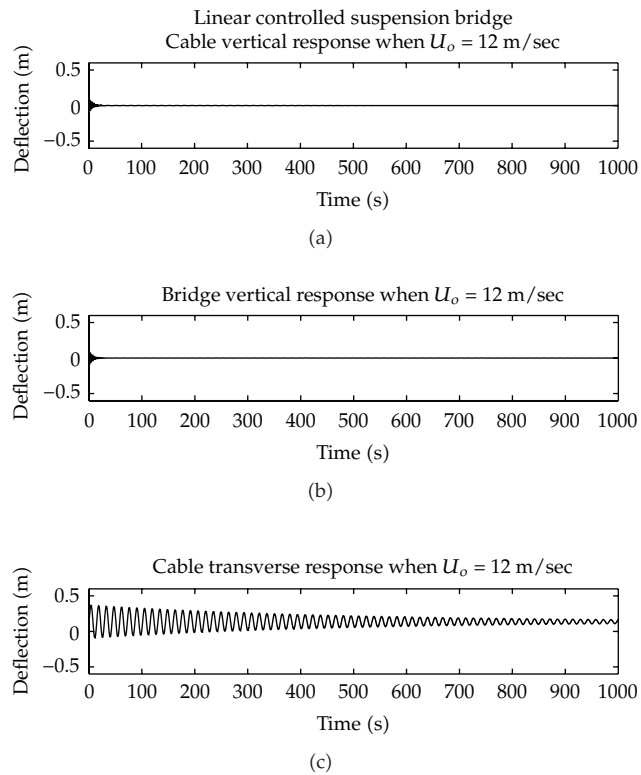 Linear controlled suspension bridge
Cable vertical response when U_o = 12 m/sec
0.5
0
−0.5
Deflection (m)
0 100 200 300 400 500 600 700 800 900 1000
Time (s)
(a)
Bridge vertical response when U_o = 12 m/sec
0.5
0
−0.5
Deflection (m)
0 100 200 300 400 500 600 700 800 900 1000
Time (s)
(b)
Cable transverse response when U_o = 12 m/sec
0.5
0
−0.5
Deflection (m)
0 100 200 300 400 500 600 700 800 900 1000
Time (s)
(c)